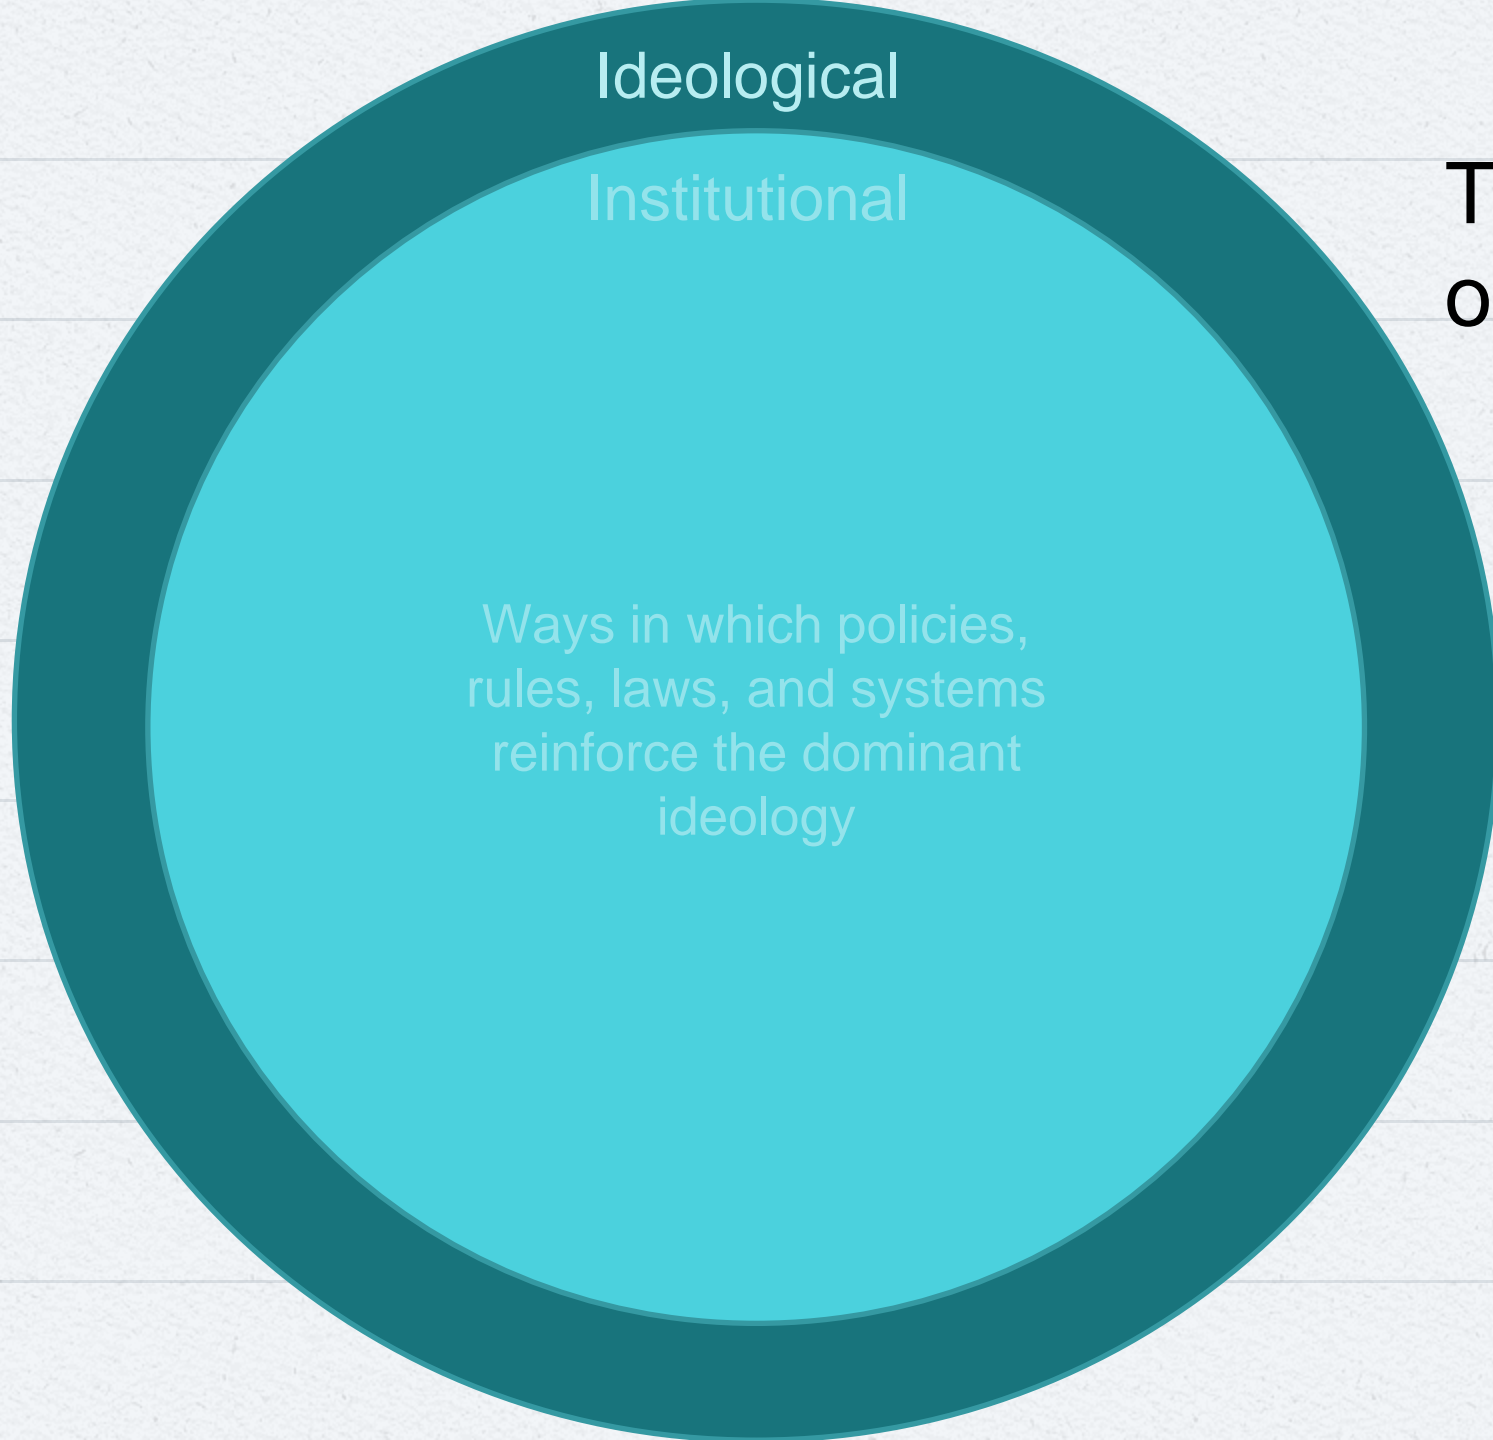 Ideological
Institutional
T
o
Ways in which policies,
rules, laws, and systems
reinforce the dominant
ideology